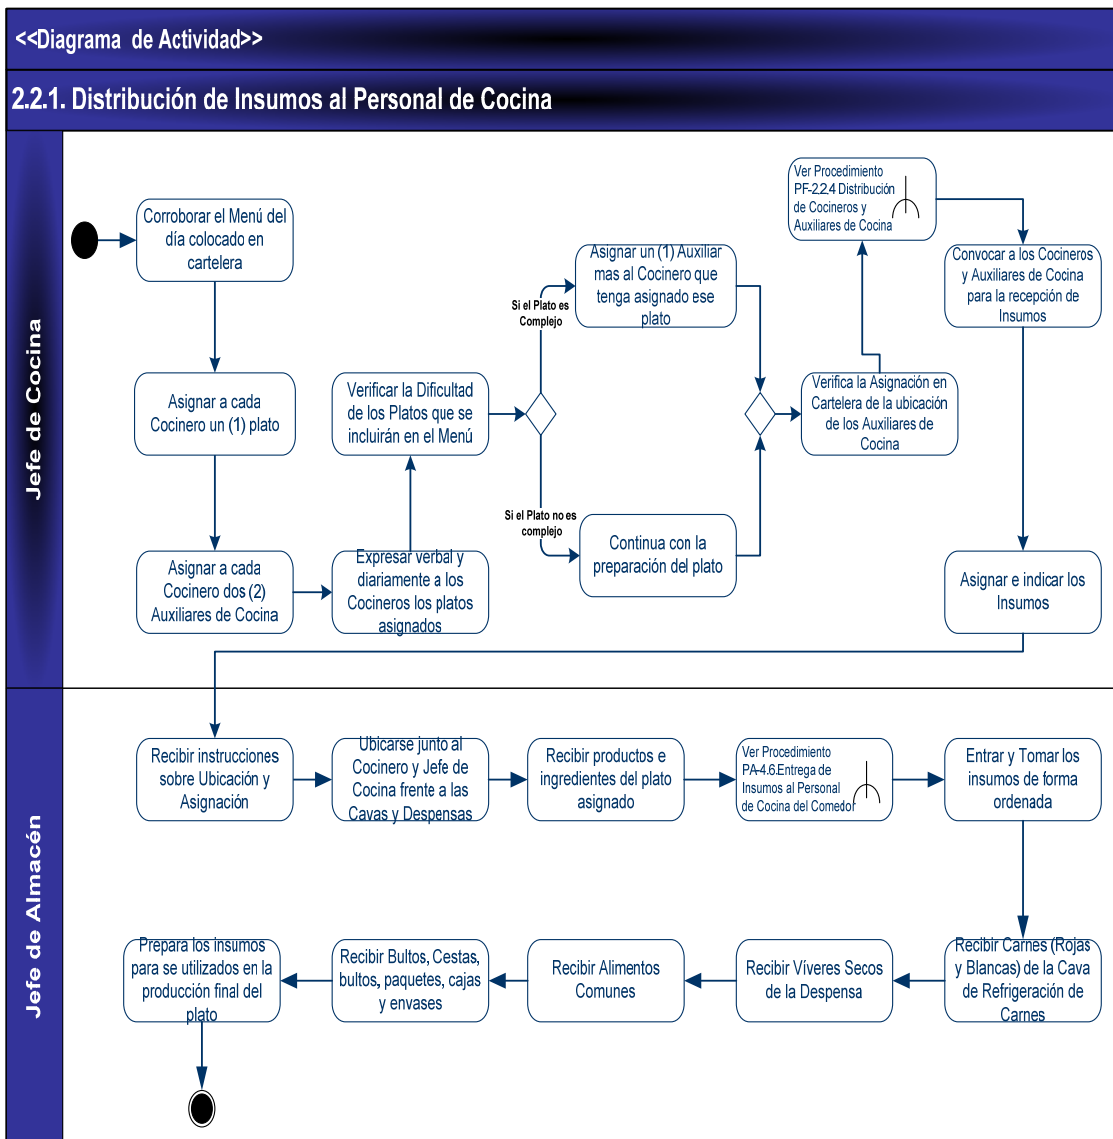 <<Diagrama de Actividad>>
2.2.1. Distribución de Insumos al Personal de Cocina
Jefe de Cocina
Corroborar el Menú del
día colocado en
cartelera
Asignar a cada
Cocinero un (1) plato
Asignar a cada
Cocinero dos (2)
Auxiliares de Cocina
Expresar verbal y
diariamente a los
Cocineros los platos
asignados
Verificar la Dificultad
de los Platos que se
incluirán en el Menú
Si el Plato es
Complejo
Asignar un (1) Auxiliar
mas al Cocinero que
tenga asignado ese
plato
Si el Plato no es
complejo
Continua con la
preparación del plato
Verifica la Asignación en
Cartelera de la ubicación
de los Auxiliares de
Cocina
Ver Procedimiento
PF-2.2.4 Distribución
de Cocineros y
Auxiliares de Cocina
Convocar a los Cocineros
y Auxiliares de Cocina
para la recepción de
Insumos
Asignar e indicar los
Insumos
Jefe de Almacén
Recibir instrucciones
sobre Ubicación y
Asignación
Ubicarse junto al
Cocinero y Jefe de
Cocina frente a las
Cavas y Despensas
Recibir productos e
ingredientes del plato
asignado
Ver Procedimiento
PA-4.6.Entrega de
Insumos al Personal
de Cocina del Comedor
Entrar y Tomar los
insumos de forma
ordenada
Recibir Carnes (Rojas
y Blancas) de la Cava
de Refrigeración de
Carnes
Recibir Víveres Secos
de la Despensa
Recibir Alimentos
Comunes
Recibir Bultos, Cestas,
bultos, paquetes, cajas
y envases
Prepara los insumos
para se utilizados en la
producción final del
plato